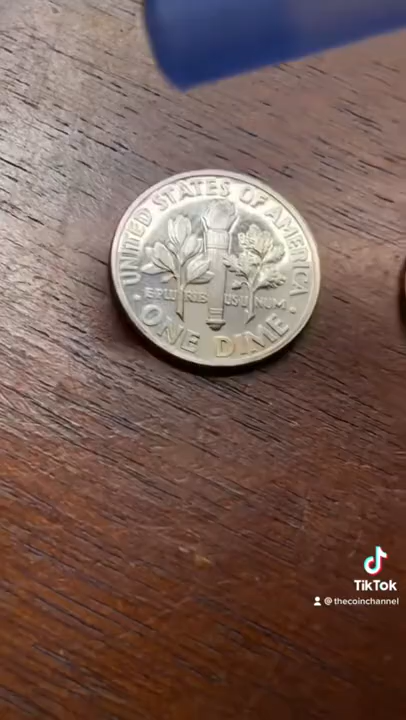 UNITED STATES OF AMERICA
E PLURIBUS UNUM
ONE DIME
TikTok
@thecoinchannel